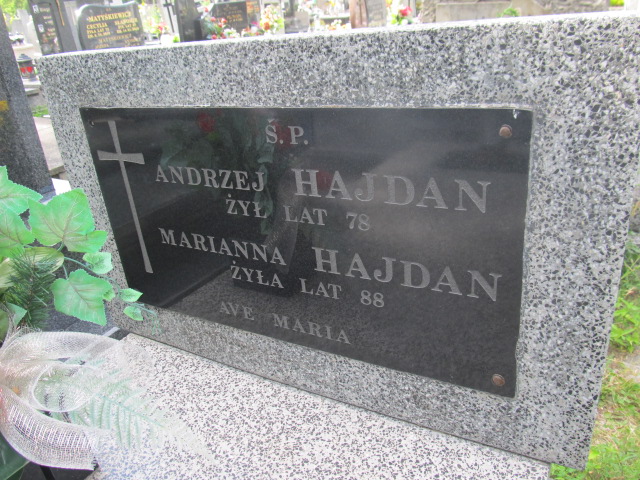 Ś. P.
ANDRZEJ HAJDAN
ŻYŁ LAT 78
MARIANNA HAJDAN
ŻYŁA LAT 88
AVE MARIA